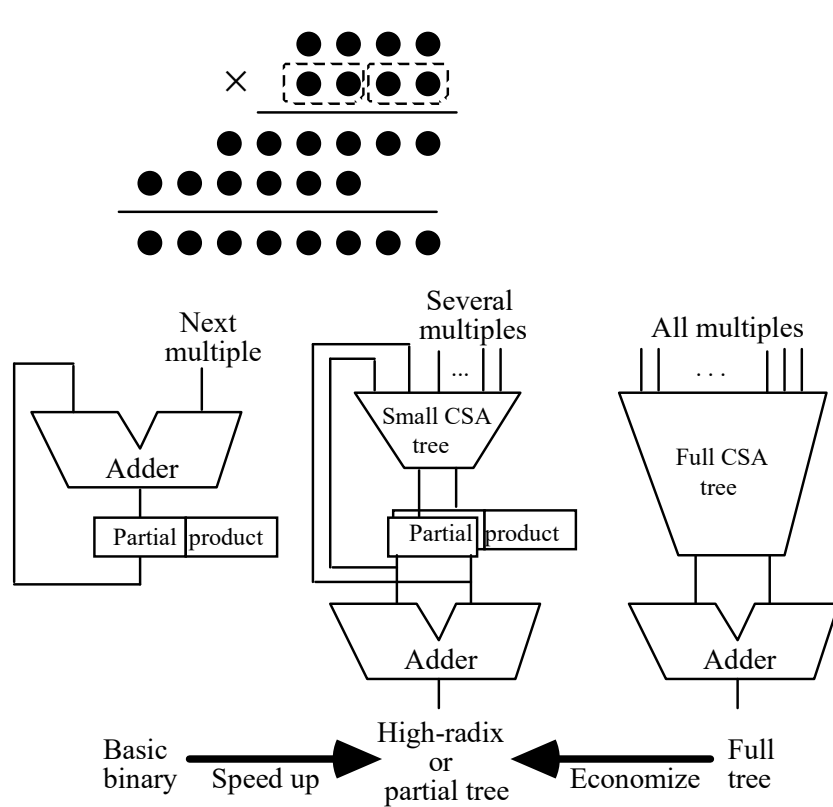 ×
Next
multiple
Several
multiples
...
All multiples
. . .
Adder
Small CSA
tree
Full CSA
tree
Partial product
Partial product
Adder
Adder
Basic
binary
Speed up
High-radix
or
partial tree
Economize
Full
tree